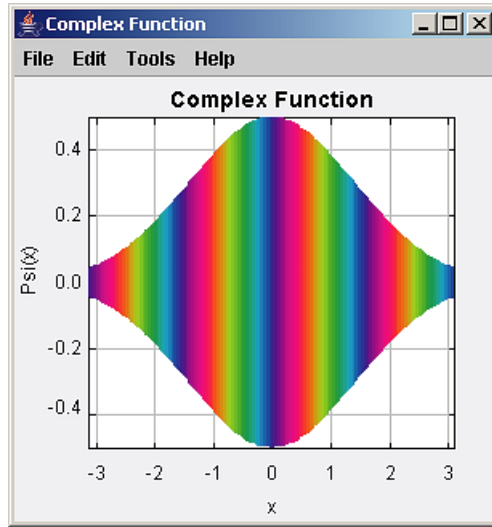 Complex Function
File Edit Tools Help
Complex Function
0.4
0.2
0.0
-0.2
-0.4
Psi(x)
-3 -2 -1 0 1 2 3
x